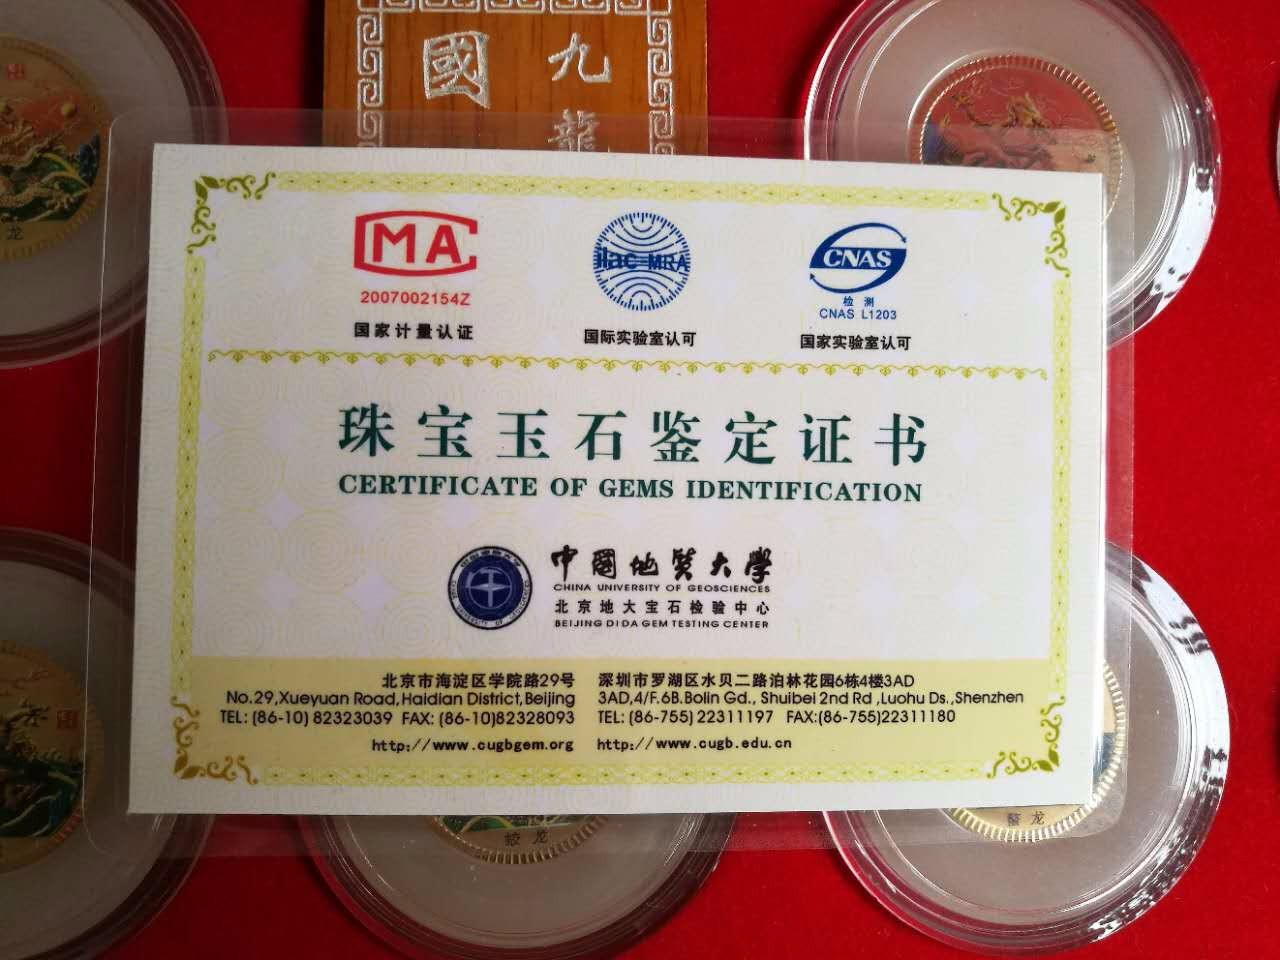 九龍
國
CMA
2007002154Z
国家计量认证
ilac-MRA
国际实验室认可
CNAS
检测
CNAS L1203
国家实验室认可
珠宝玉石鉴定证书
CERTIFICATE OF GEMS IDENTIFICATION
中國地質大學
CHINA UNIVERSITY OF GEOSCIENCES
北京地大宝石检验中心
BEIJING DI DA GEM TESTING CENTER
北京市海淀区学院路29号
No.29,Xueyuan Road,Haidian District,Beijing
TEL: (86-10) 82323039 FAX: (86-10)82328093
http://www.cugbgem.org
深圳市罗湖区水贝二路泊林花园6栋4楼3AD
3AD,4/F.6B.Bolin Gd., Shuibei 2nd Rd ,Luohu Ds.,Shenzhen
TEL:(86-755)22311197 FAX:(86-755)22311180
http://www.cugb.edu.cn
龙
蛟龙
龙